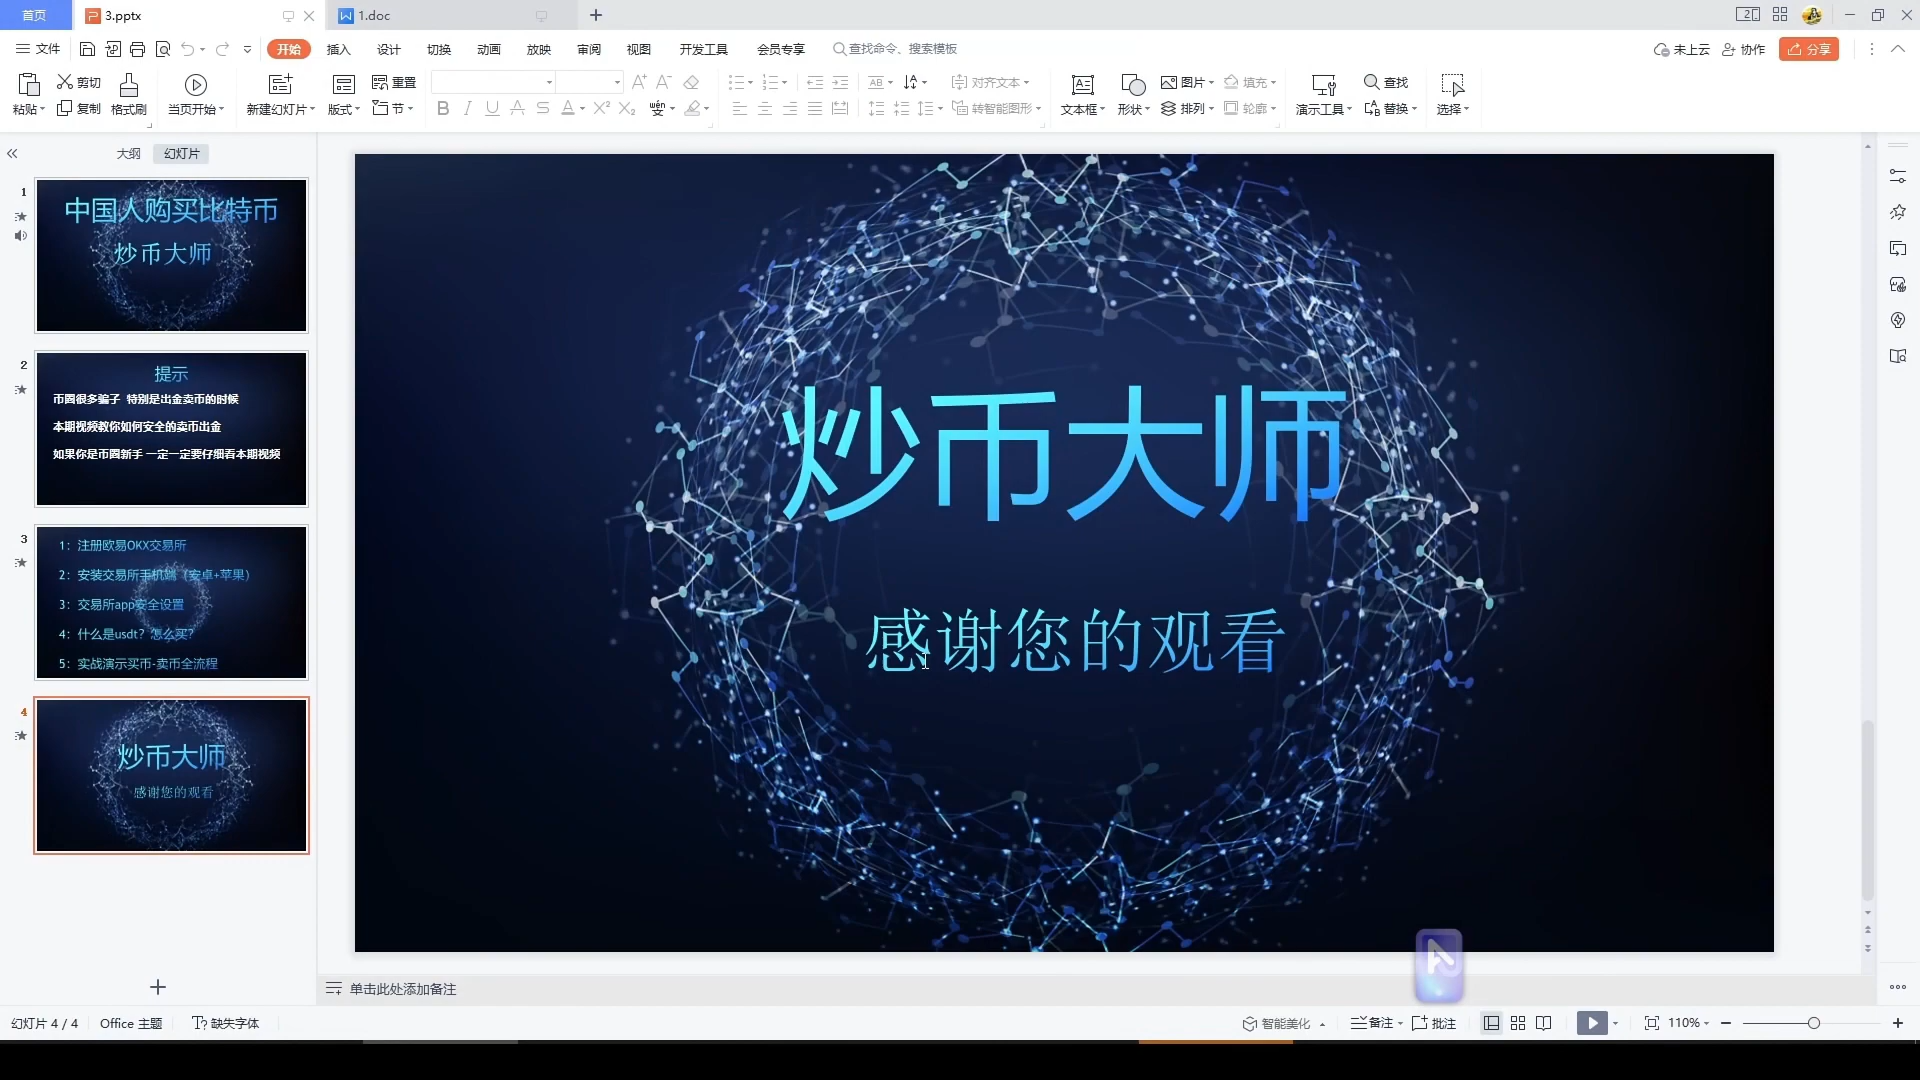 首页
3.pptx
1.doc
文件
开始
插入
设计
切换
动画
放映
审阅
视图
开发工具
会员专享
查找命令、搜索模板
未上云
协作
分享
粘贴
剪切
复制
格式刷
当页开始
新建幻灯片
版式
重置
节
对齐文本
转智能图形
文本框
形状
图片
排列
填充
轮廓
演示工具
查找
替换
选择
大纲
幻灯片
1
中国人购买比特币
炒币大师
2
提示
币圈很多骗子 特别是出金卖币的时候
本期视频教你如何安全的卖币出金
如果你是币圈新手 一定一定要仔细看本期视频
3
1：注册欧易OKX交易所
2：安装交易所手机端（安卓+苹果）
3：交易所app安全设置
4：什么是usdt？怎么买？
5：实战演示买币-卖币全流程
4
炒币大师
感谢您的观看
炒币大师
感谢您的观看
单击此处添加备注
幻灯片 4 / 4
Office 主题
缺失字体
智能美化
备注
批注
110%